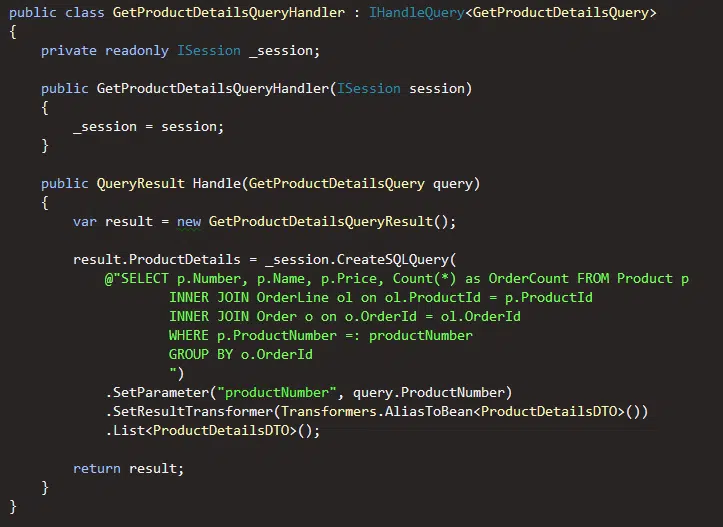 public class GetProductDetailsQueryHandler : IHandleQuery<GetProductDetailsQuery>
{
    private readonly ISession _session;

    public GetProductDetailsQueryHandler(ISession session)
    {
        _session = session;
    }

    public QueryResult Handle(GetProductDetailsQuery query)
    {
        var result = new GetProductDetailsQueryResult();

        result.ProductDetails = _session.CreateSQLQuery(
            @"SELECT p.Number, p.Name, p.Price, Count(*) as OrderCount FROM Product p
                    INNER JOIN OrderLine ol on ol.ProductId = p.ProductId
                    INNER JOIN Order o on o.OrderId = ol.OrderId
                    WHERE p.ProductNumber =: productNumber
                    GROUP BY o.OrderId
                    ")
            .SetParameter("productNumber", query.ProductNumber)
            .SetResultTransformer(Transformers.AliasToBean<ProductDetailsDTO>())
            .List<ProductDetailsDTO>();

        return result;
    }
}